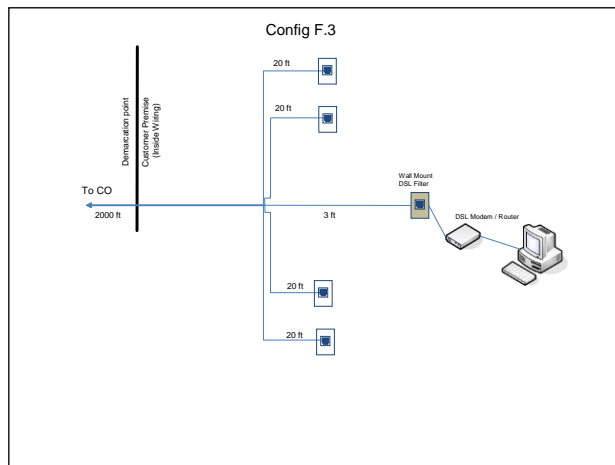 Config F.3
20 ft
20 ft
Demarcation point
Customer Premise
(Inside Wiring)
To CO
2000 ft
3 ft
Wall Mount
DSL Filter
DSL Modem / Router
20 ft
20 ft